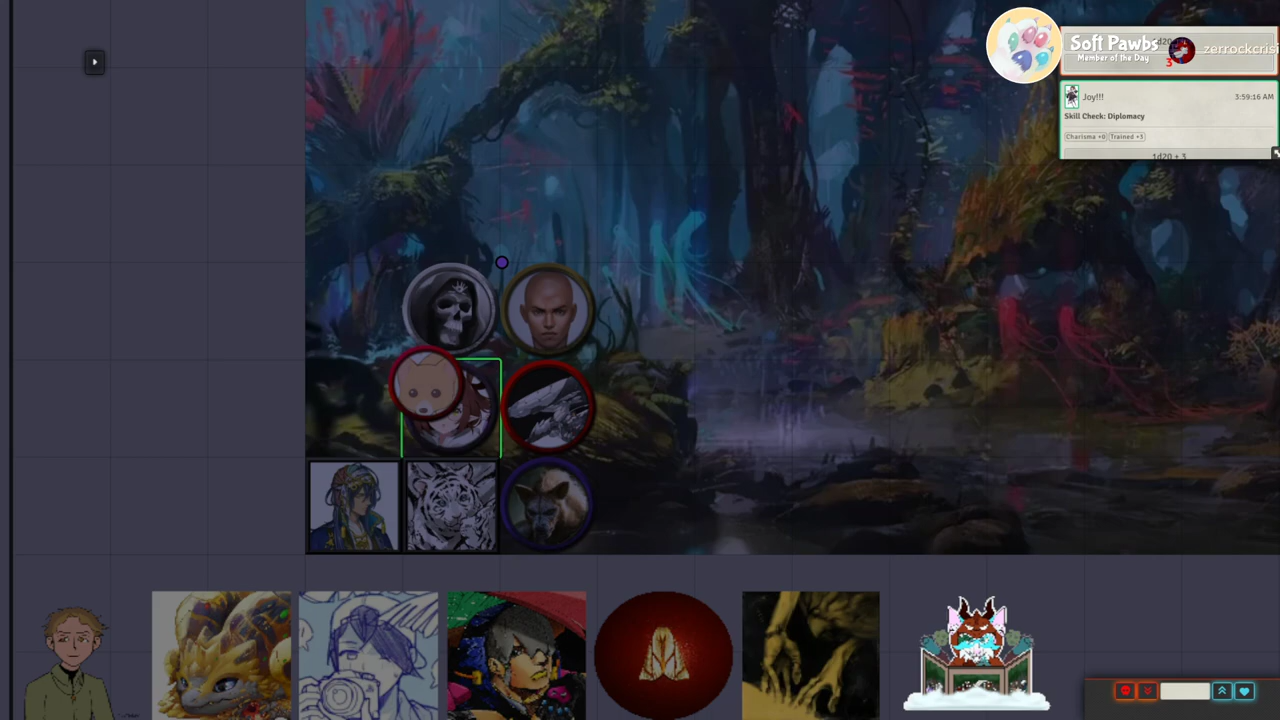 Soft Pawbs
Member of the Day
zerrockcrisi
3
Joy!!!
3:59:16 AM
Skill Check: Diplomacy
Charisma +0
Trained +3
1d20 + 3